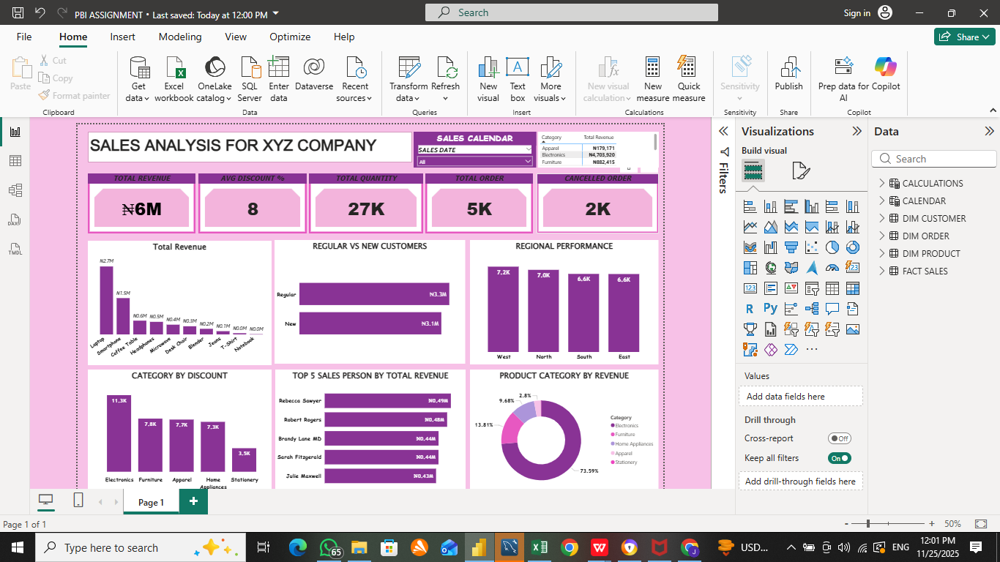 PBI ASSIGNMENT • Last saved: Today at 12:00 PM
Search
Sign in
File Home Insert Modeling View Optimize Help
Share
Paste
Cut
Copy
Format painter
Clipboard
Get data
Excel workbook
OneLake catalog
SQL Server
Enter data
Dataverse
Recent sources
Data
Transform data
Refresh
Queries
New visual
Text box
More visuals
Insert
New visual calculation
New measure
Quick measure
Calculations
Sensitivity
Sensitivity
Publish
Share
Prep data for AI
Copilot
Copilot
SALES ANALYSIS FOR XYZ COMPANY
SALES CALENDAR
SALES DATE
All
Category Total Revenue
Apparel ₦179,171
Electronics ₦4,703,920
Furniture ₦882,415
TOTAL REVENUE
₦6M
AVG DISCOUNT %
8
TOTAL QUANTITY
27K
TOTAL ORDER
5K
CANCELLED ORDER
2K
Total Revenue
₦2.7M
₦1.5M
₦0.6M
₦0.5M
₦0.4M
₦0.3M
₦0.2M
₦0.1M
₦0.0M
₦0.0M
Laptop
Smartphone
Coffee Table
Headphones
Microwave
Desk Chair
Blender
Jeans
T-Shirt
Notebook
REGULAR VS NEW CUSTOMERS
Regular ₦3.3M
New ₦3.1M
REGIONAL PERFORMANCE
7.2K 7.0K 6.6K 6.6K
West North South East
CATEGORY BY DISCOUNT
11.3K 7.8K 7.7K 7.3K 3.5K
Electronics Furniture Apparel Home Appliances Stationery
TOP 5 SALES PERSON BY TOTAL REVENUE
Rebecca Sawyer ₦0.49M
Robert Rogers ₦0.48M
Brandy Lane MD ₦0.44M
Sarah Fitzgerald ₦0.44M
Julie Maxwell ₦0.43M
PRODUCT CATEGORY BY REVENUE
2.8%
9.68%
13.81%
73.59%
Category
Electronics
Furniture
Home Appliances
Apparel
Stationery
Filters
Visualizations
Build visual
R Py
Values
Add data fields here
Drill through
Cross-report Off
Keep all filters On
Add drill-through fields here
Data
Search
CALCULATIONS
CALENDAR
DIM CUSTOMER
DIM ORDER
DIM PRODUCT
FACT SALES
DAX
TMDL
Page 1
Page 1 of 1
- + 50%
Type here to search
65
USD...
ENG
12:01 PM
11/25/2025